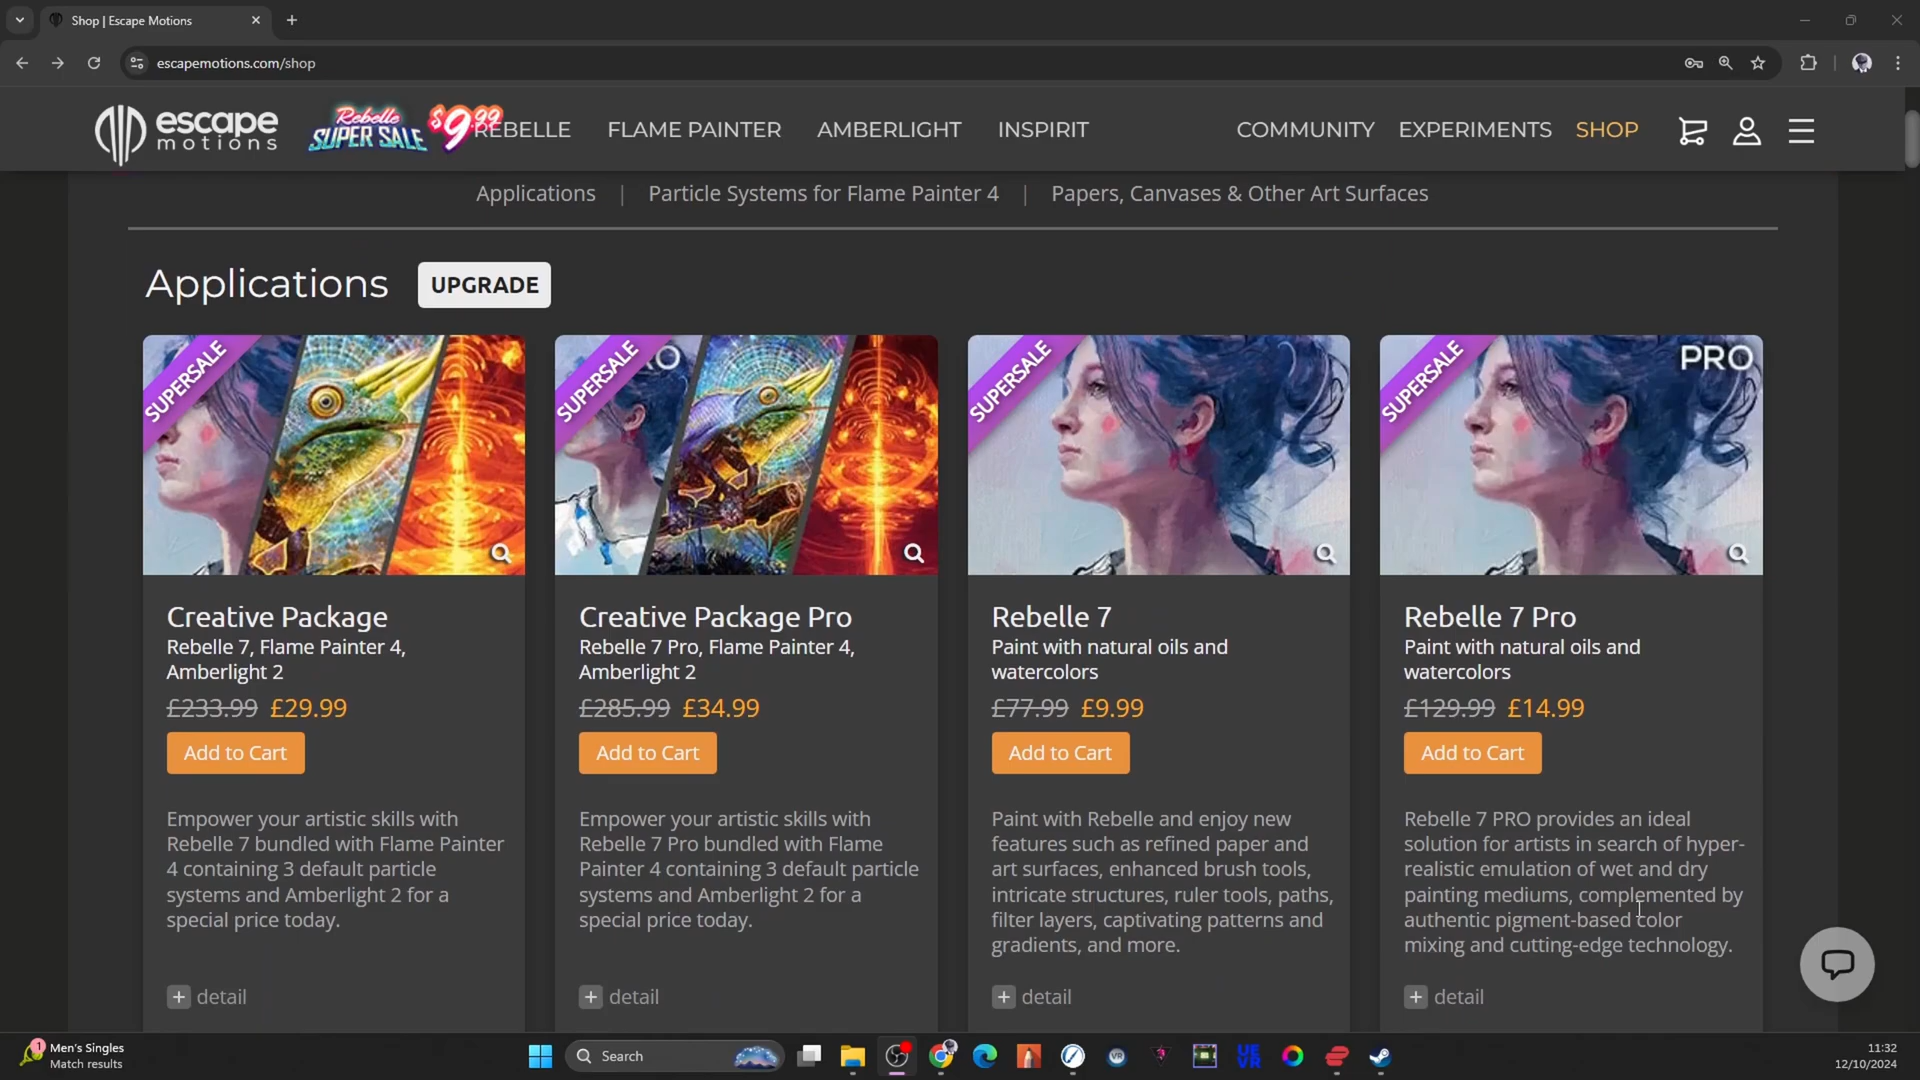 Shop | Escape Motions
escapemotions.com/shop
escape
motions
Rebelle
SUPER SALE
$9.99
REBELLE
FLAME PAINTER
AMBERLIGHT
INSPIRIT
COMMUNITY
EXPERIMENTS
SHOP
Applications | Particle Systems for Flame Painter 4 | Papers, Canvases & Other Art Surfaces
Applications
UPGRADE
SUPERSALE
Creative Package
Rebelle 7, Flame Painter 4,
Amberlight 2
£233.99 £29.99
Add to Cart
Empower your artistic skills with
Rebelle 7 bundled with Flame Painter
4 containing 3 default particle
systems and Amberlight 2 for a
special price today.
+ detail
SUPERSALE
RO
Creative Package Pro
Rebelle 7 Pro, Flame Painter 4,
Amberlight 2
£285.99 £34.99
Add to Cart
Empower your artistic skills with
Rebelle 7 Pro bundled with Flame
Painter 4 containing 3 default particle
systems and Amberlight 2 for a
special price today.
+ detail
SUPERSALE
Rebelle 7
Paint with natural oils and
watercolors
£77.99 £9.99
Add to Cart
Paint with Rebelle and enjoy new
features such as refined paper and
art surfaces, enhanced brush tools,
intricate structures, ruler tools, paths,
filter layers, captivating patterns and
gradients, and more.
+ detail
SUPERSALE
PRO
Rebelle 7 Pro
Paint with natural oils and
watercolors
£129.99 £14.99
Add to Cart
Rebelle 7 PRO provides an ideal
solution for artists in search of hyper-
realistic emulation of wet and dry
painting mediums, complemented by
authentic pigment-based color
mixing and cutting-edge technology.
+ detail
1
Men's Singles
Match results
Search
VR
UE
VR
11:32
12/10/2024